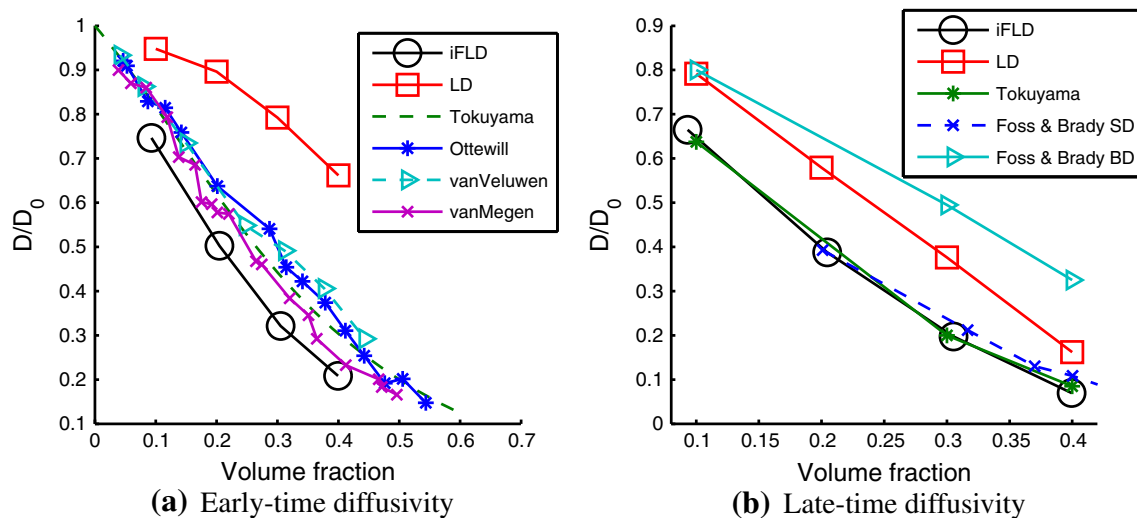 1
0.9
0.8
0.7
0.6
0.5
0.4
0.3
0.2
0.1
D/D0
0 0.1 0.2 0.3 0.4 0.5 0.6 0.7
Volume fraction
iFLD
LD
Tokuyama
Ottewill
vanVeluwen
vanMegen
(a) Early-time diffusivity
0.9
0.8
0.7
0.6
0.5
0.4
0.3
0.2
0.1
0
D/D0
0.1 0.15 0.2 0.25 0.3 0.35 0.4
Volume fraction
iFLD
LD
Tokuyama
Foss & Brady SD
Foss & Brady BD
(b) Late-time diffusivity